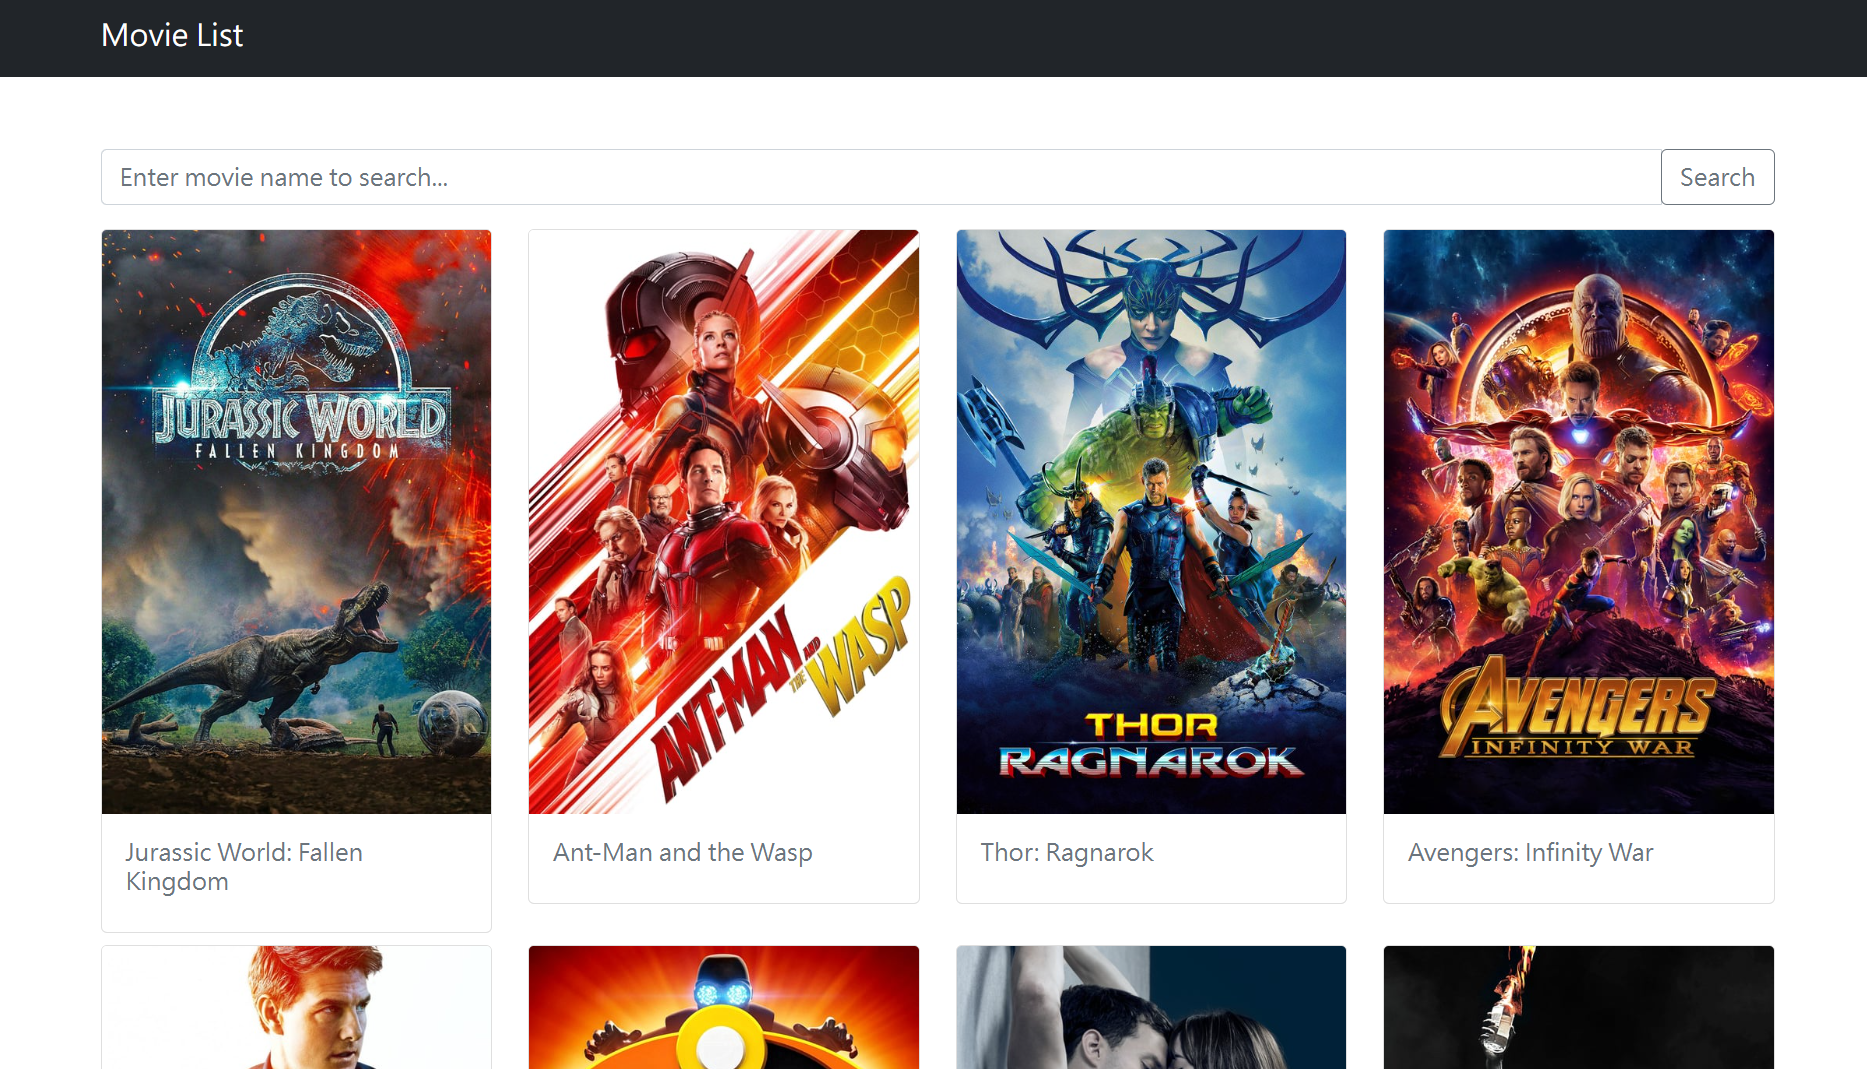 Movie List
Enter movie name to search...
Search
JURASSIC WORLD
FALLEN KINGDOM
ANT-MAN AND THE WASP
THOR
RAGNAROK
AVENGERS
INFINITY WAR
Jurassic World: Fallen
Kingdom
Ant-Man and the Wasp
Thor: Ragnarok
Avengers: Infinity War